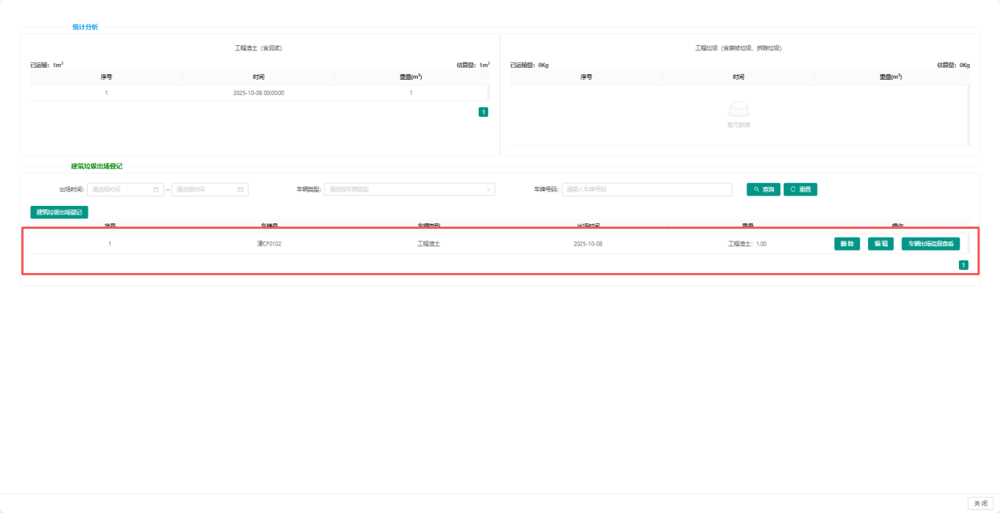 统计分析
工程渣土（含泥浆）
已运输：1m³ 估算量：1m³
序号 时间 重量(m³)
1 2025-10-08 00:00:00 1
1
工程垃圾（含装修垃圾、拆除垃圾）
已运输量：0Kg 估算量：0Kg
序号 时间 重量(m³)
暂无数据
建筑垃圾出场登记
出场时间: 请选择时间 -- 请选择时间 车辆类型: 请选择车辆类型 车牌号码: 请输入车牌号码 查询 重置
建筑垃圾出场登记
序号 车牌号 车辆类型 出场时间 重量 操作
1 CF0102 工程渣土 2025-10-08 工程渣土：1.00 删 除 编 辑 车辆出场信息查看
1
关 闭